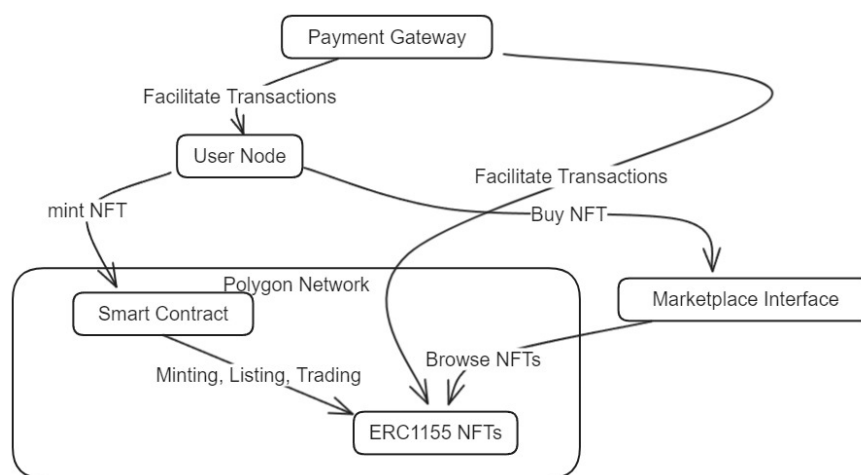 Payment Gateway
Facilitate Transactions
User Node
Facilitate Transactions
mint NFT
Buy NFT
Polygon Network
Smart Contract
Marketplace Interface
Browse NFTs
Minting, Listing, Trading
ERC1155 NFTs